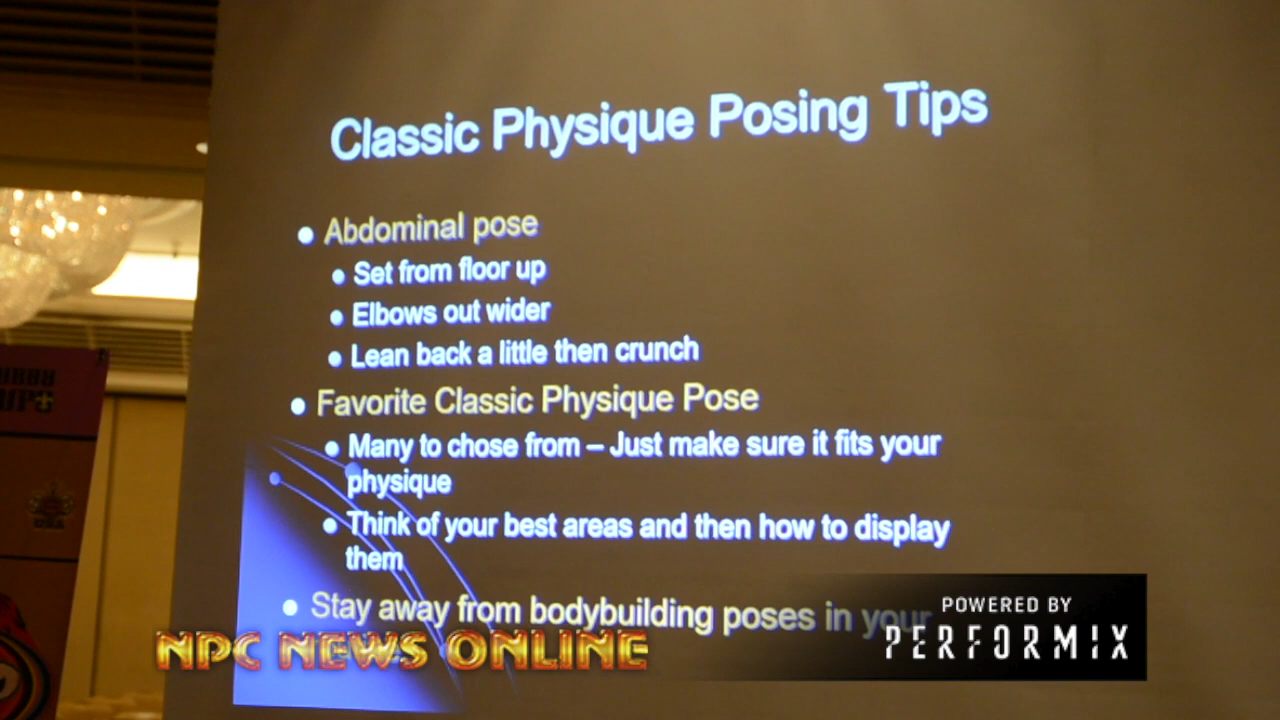 Classic Physique Posing Tips
• Abdominal pose
• Set from floor up
• Elbows out wider
• Lean back a little then crunch
• Favorite Classic Physique Pose
• Many to chose from – Just make sure it fits your
physique
• Think of your best areas and then how to display
them
• Stay away from bodybuilding poses in your
NPC NEWS ONLINE
POWERED BY
PERFORMIX
USA